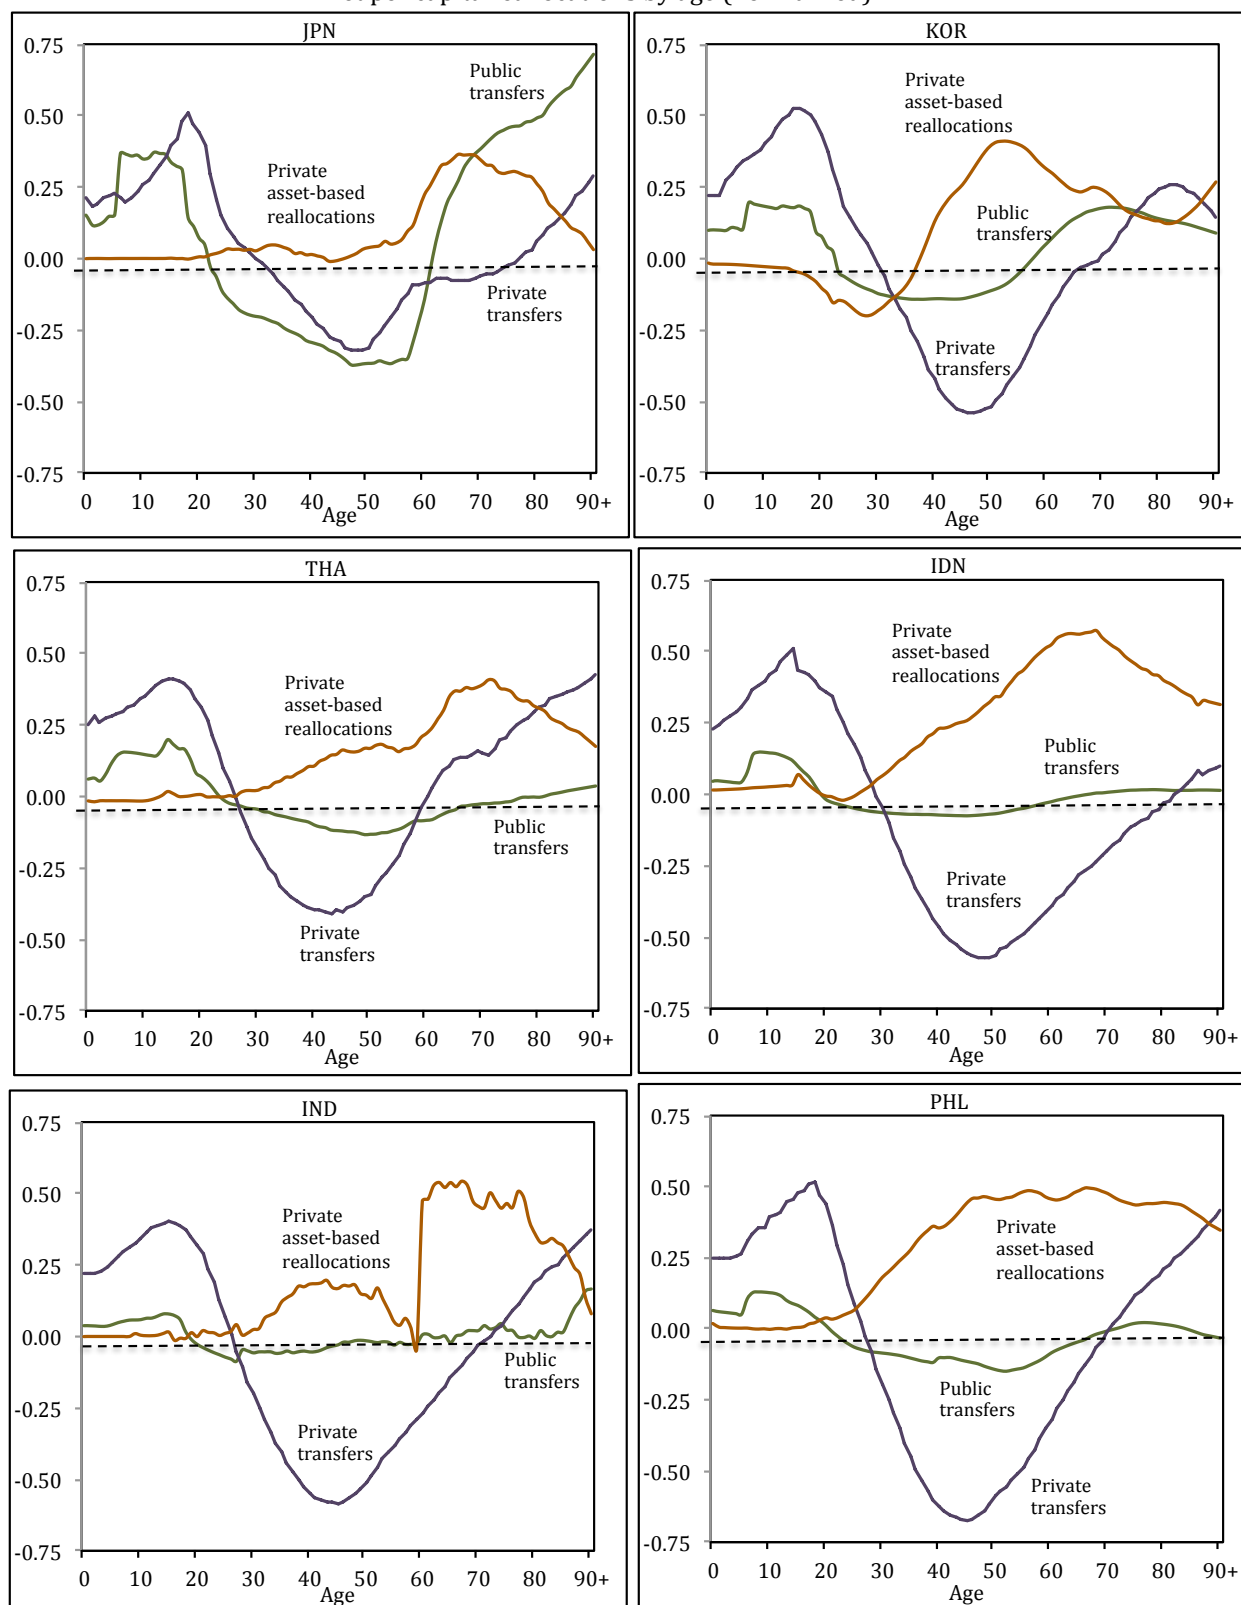 JPN
0.75
0.50
0.25
0.00
-0.25
-0.50
-0.75
Public
transfers
Private
asset-based
reallocations
Private
transfers
0 10 20 30 40 50 60 70 80 90+
Age
KOR
0.75
0.50
0.25
0.00
-0.25
-0.50
-0.75
Private
asset-based
reallocations
Public
transfers
Private
transfers
0 10 20 30 40 50 60 70 80 90+
Age
THA
0.75
0.50
0.25
0.00
-0.25
-0.50
-0.75
Private
asset-based
reallocations
Public
transfers
Private
transfers
0 10 20 30 40 50 60 70 80 90+
Age
IDN
0.75
0.50
0.25
0.00
-0.25
-0.50
-0.75
Private
asset-based
reallocations
Public
transfers
Private
transfers
0 10 20 30 40 50 60 70 80 90+
Age
IND
0.75
0.50
0.25
0.00
-0.25
-0.50
-0.75
Private
asset-based
reallocations
Public
transfers
Private
transfers
0 10 20 30 40 50 60 70 80 90+
Age
PHL
0.75
0.50
0.25
0.00
-0.25
-0.50
-0.75
Private
asset-based
reallocations
Public
transfers
Private
transfers
0 10 20 30 40 50 60 70 80 90+
Age